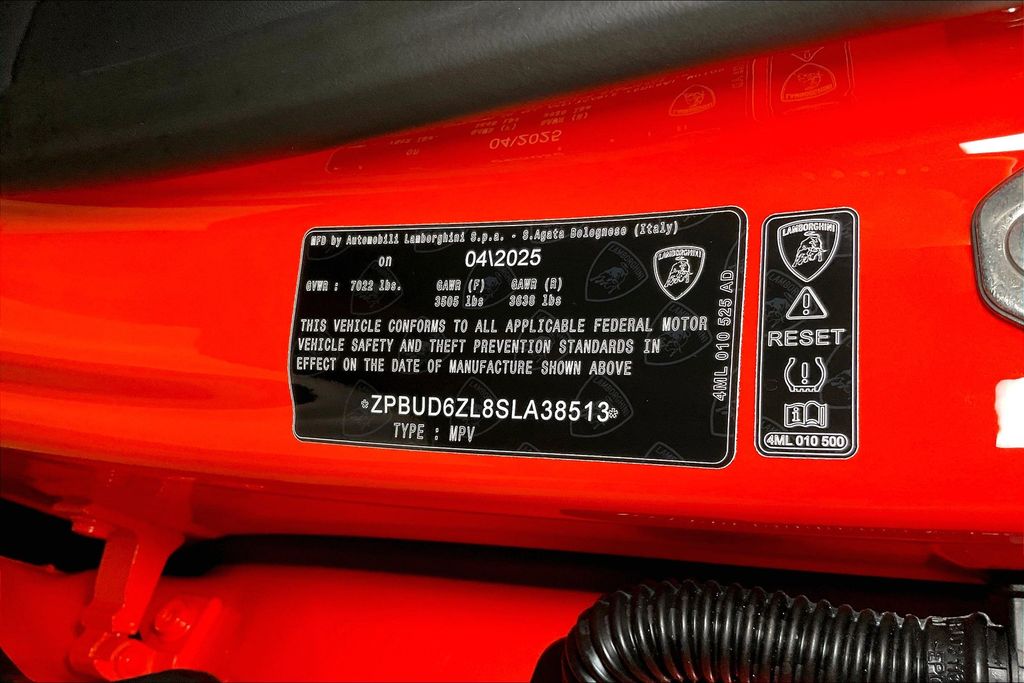 MFD by Automobili Lamborghini S.p.a. - S.Agata Bolognese (Italy)
on 04\2025
GVWR : 7022 lbs. GAWR (F) GAWR (R)
3505 lbs 3638 lbs
THIS VEHICLE CONFORMS TO ALL APPLICABLE FEDERAL MOTOR
VEHICLE SAFETY AND THEFT PREVENTION STANDARDS IN
EFFECT ON THE DATE OF MANUFACTURE SHOWN ABOVE
*ZPBUD6ZL8SLA38513*
TYPE : MPV
LAMBORGHINI
4ML 010 525 AD
LAMBORGHINI
RESET
4ML 010 500